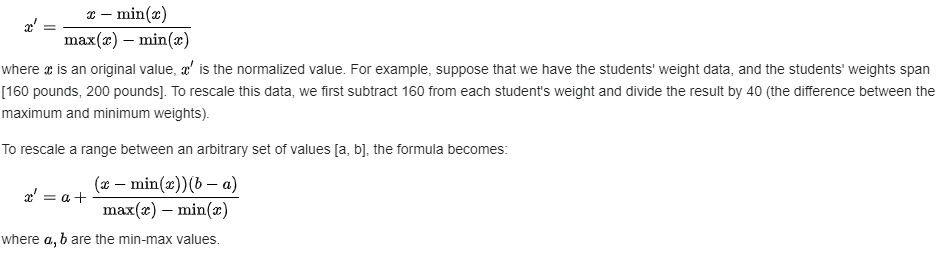 x′ = (x − min(x)) / (max(x) − min(x))
where x is an original value, x′ is the normalized value. For example, suppose that we have the students' weight data, and the students' weights span
[160 pounds, 200 pounds]. To rescale this data, we first subtract 160 from each student's weight and divide the result by 40 (the difference between the
maximum and minimum weights).
To rescale a range between an arbitrary set of values [a, b], the formula becomes:
x′ = a + ((x − min(x))(b − a)) / (max(x) − min(x))
where a, b are the min-max values.